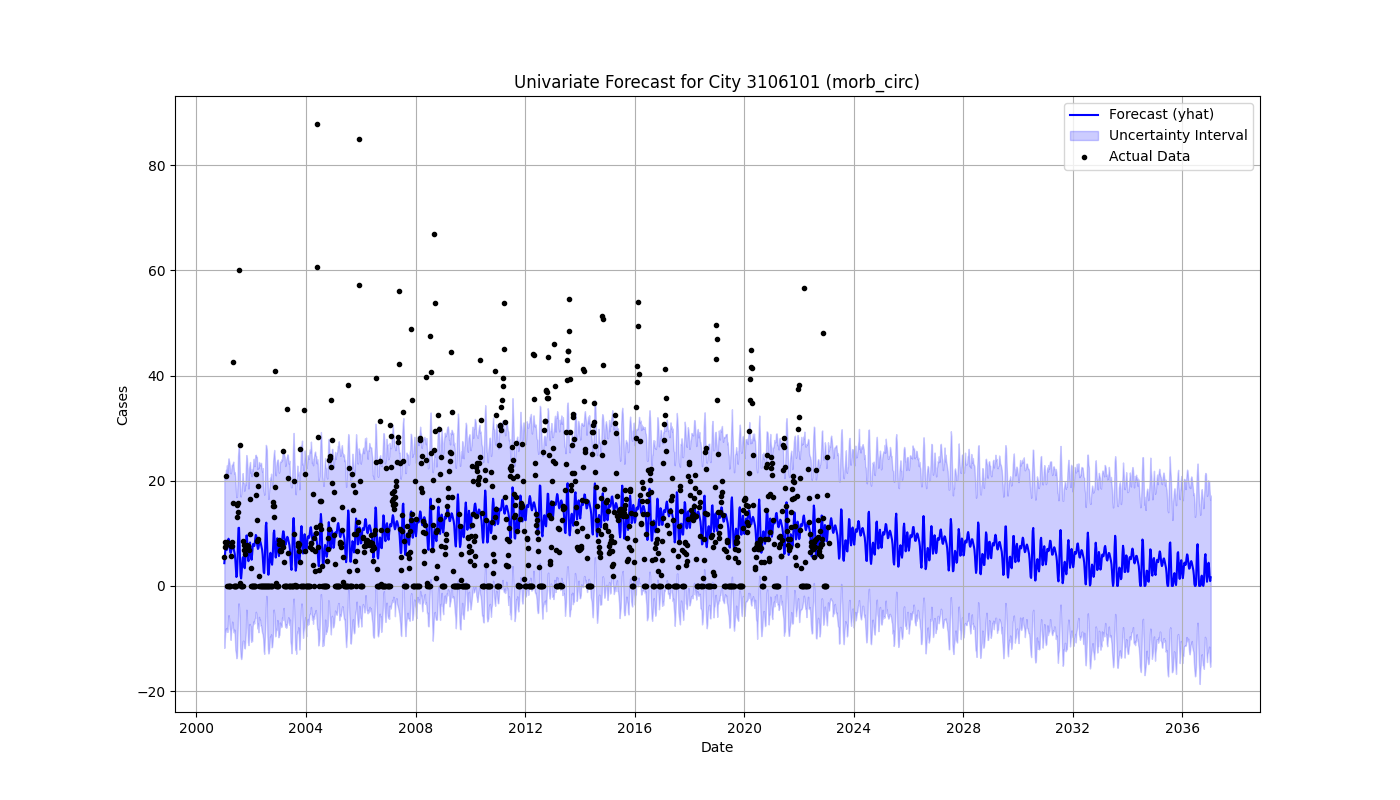 Univariate Forecast for City 3106101 (morb_circ)
Forecast (yhat)
Uncertainty Interval
Actual Data
Cases
80
60
40
20
0
−20
2000 2004 2008 2012 2016 2020 2024 2028 2032 2036
Date